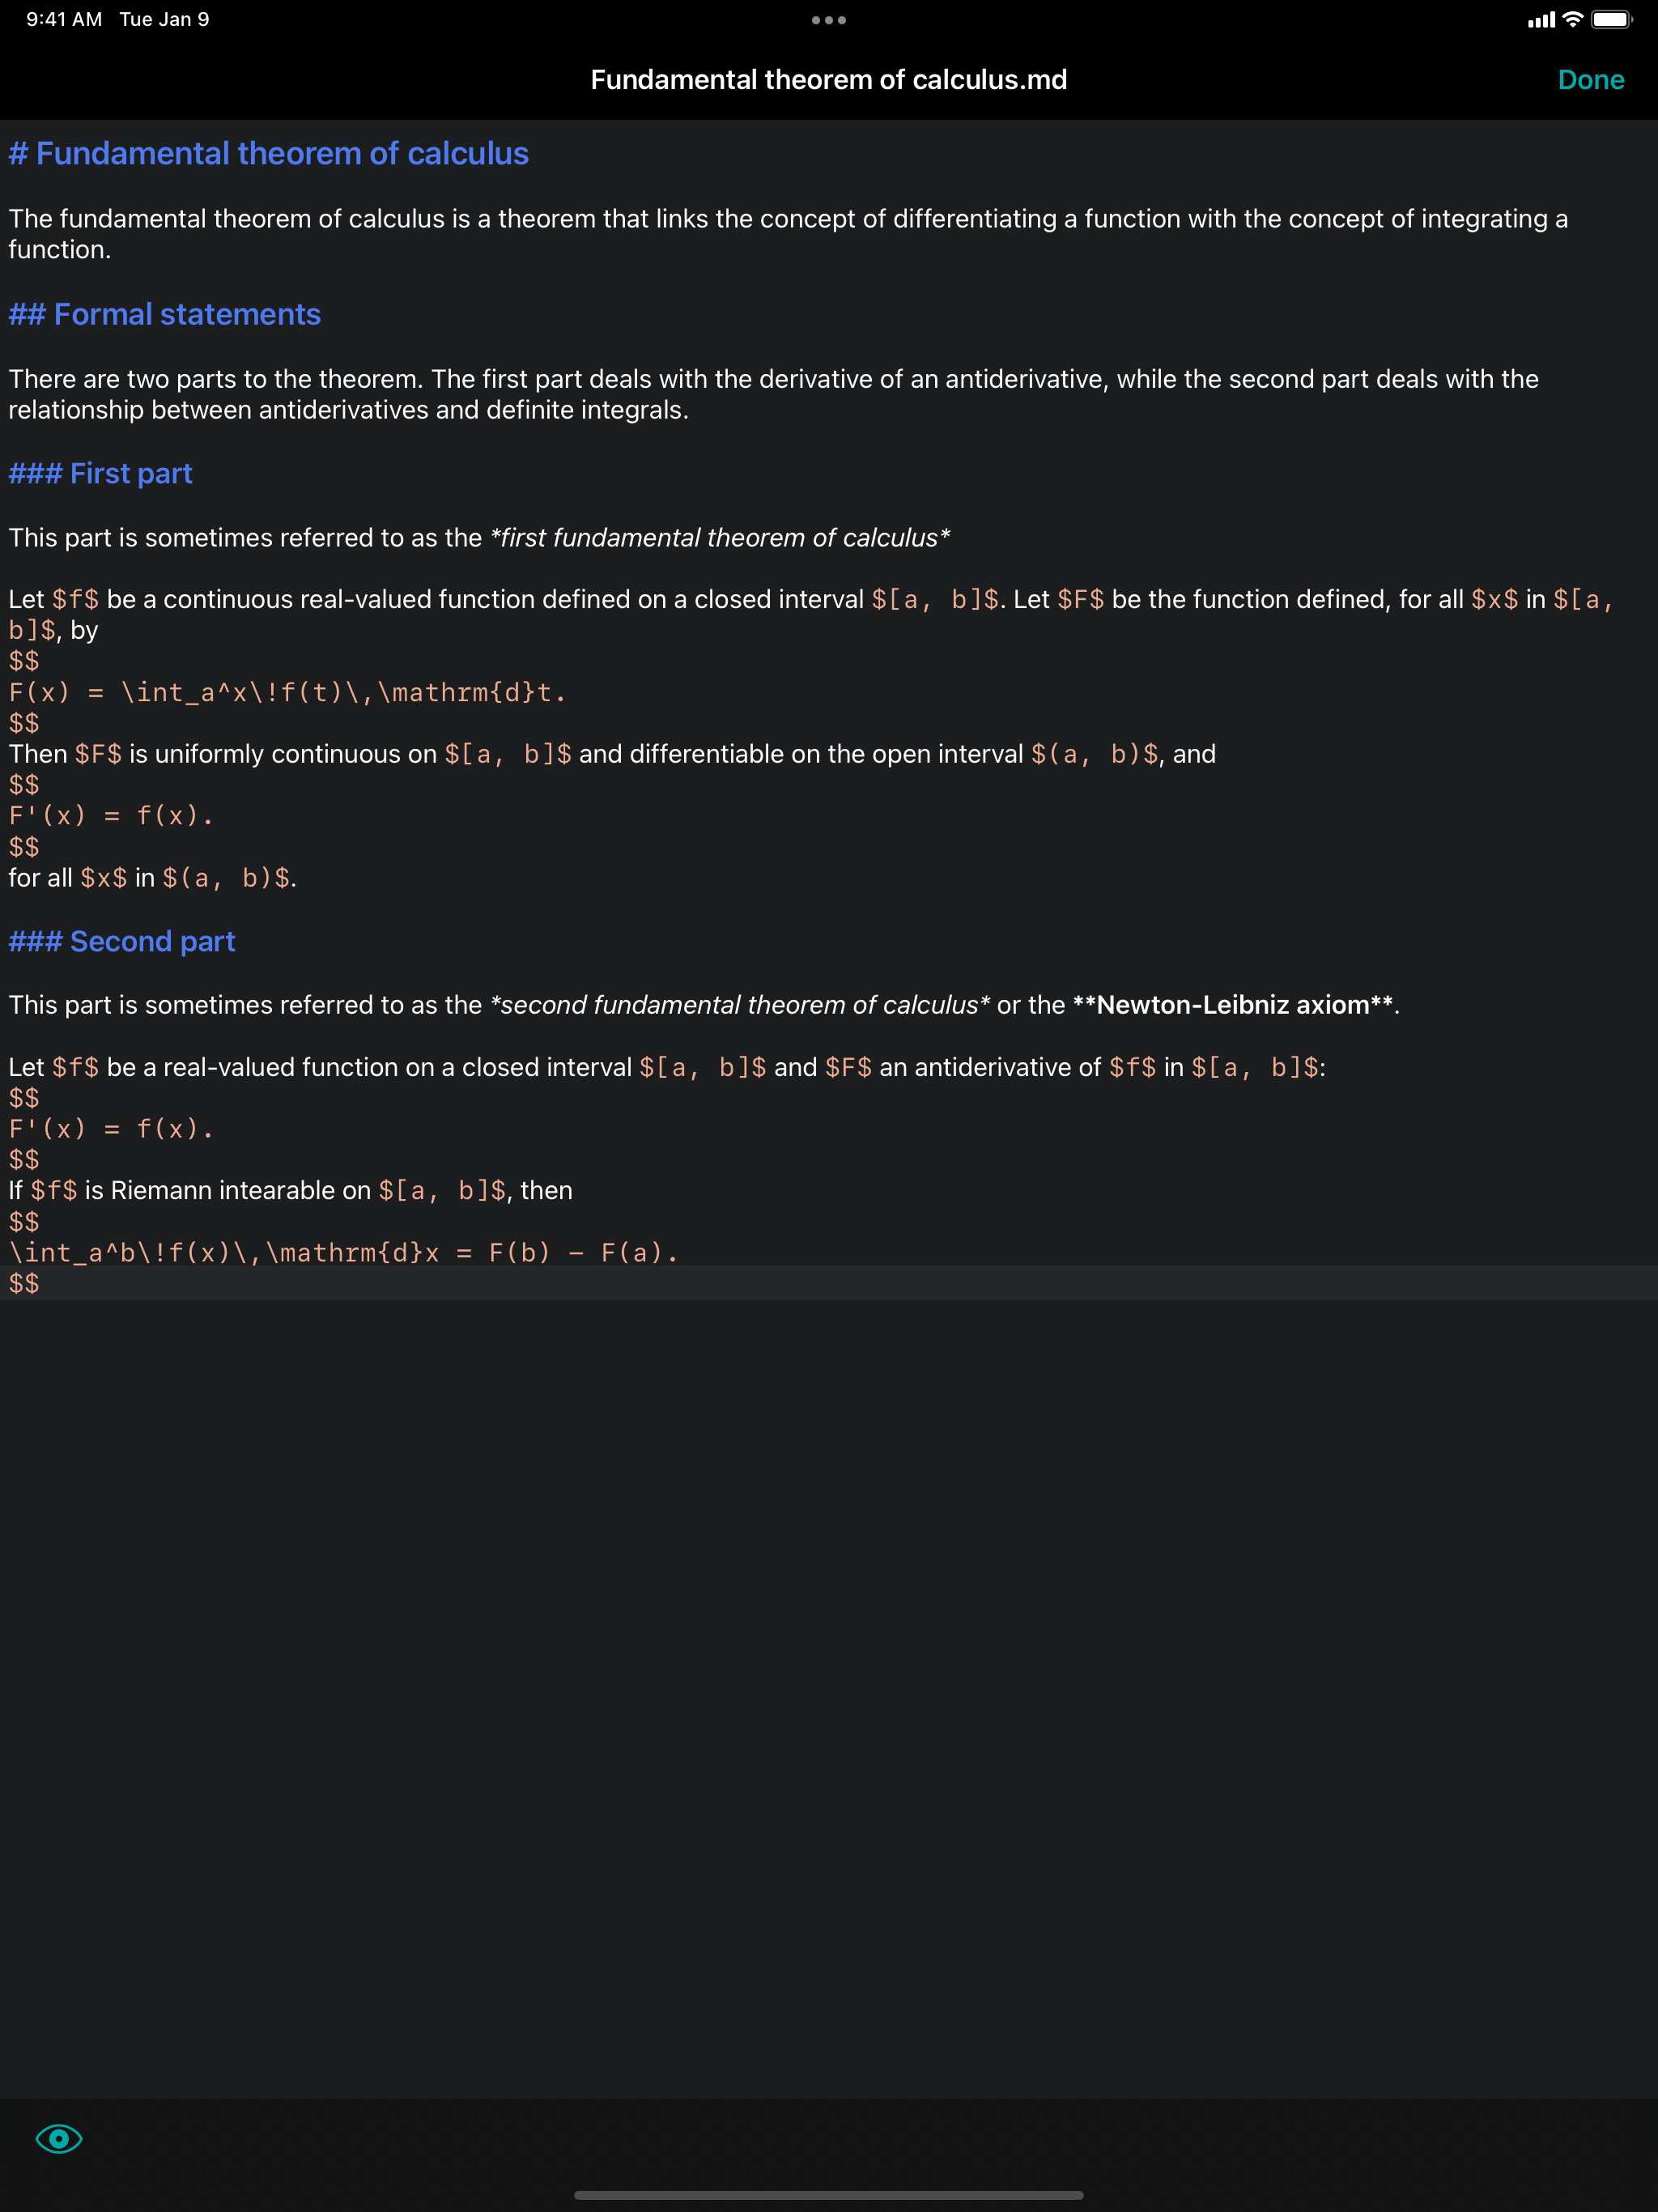 9:41 AM Tue Jan 9
Fundamental theorem of calculus.md
Done
# Fundamental theorem of calculus
The fundamental theorem of calculus is a theorem that links the concept of differentiating a function with the concept of integrating a
function.
## Formal statements
There are two parts to the theorem. The first part deals with the derivative of an antiderivative, while the second part deals with the
relationship between antiderivatives and definite integrals.
### First part
This part is sometimes referred to as the *first fundamental theorem of calculus*
Let $f$ be a continuous real-valued function defined on a closed interval $[a, b]$. Let $F$ be the function defined, for all $x$ in $[a,
b]$, by
$$
F(x) = \int_a^x\!f(t)\,\mathrm{d}t.
$$
Then $F$ is uniformly continuous on $[a, b]$ and differentiable on the open interval $(a, b)$, and
$$
F'(x) = f(x).
$$
for all $x$ in $(a, b)$.
### Second part
This part is sometimes referred to as the *second fundamental theorem of calculus* or the **Newton-Leibniz axiom**.
Let $f$ be a real-valued function on a closed interval $[a, b]$ and $F$ an antiderivative of $f$ in $[a, b]$:
$$
F'(x) = f(x).
$$
If $f$ is Riemann intearable on $[a, b]$, then
$$
\int_a^b\!f(x)\,\mathrm{d}x = F(b) − F(a).
$$